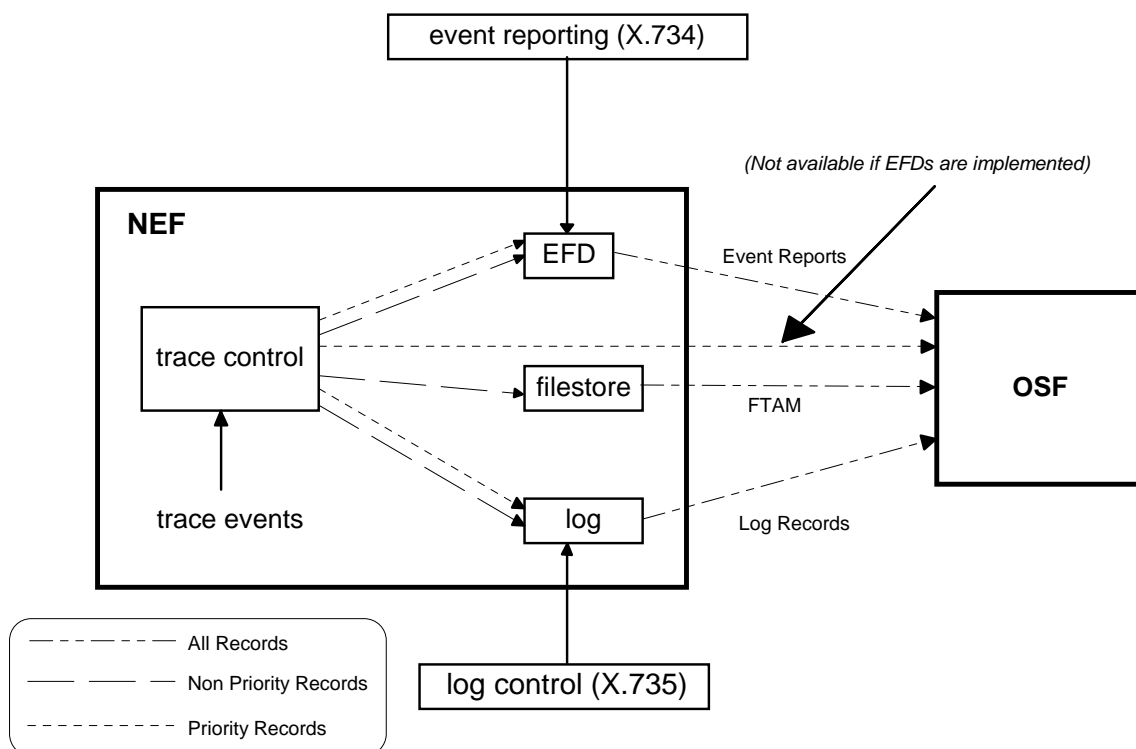 event reporting (X.734)
(Not available if EFDs are implemented)
NEF
EFD
Event Reports
trace control
filestore
FTAM
OSF
trace events
log
Log Records
All Records
Non Priority Records
Priority Records
log control (X.735)